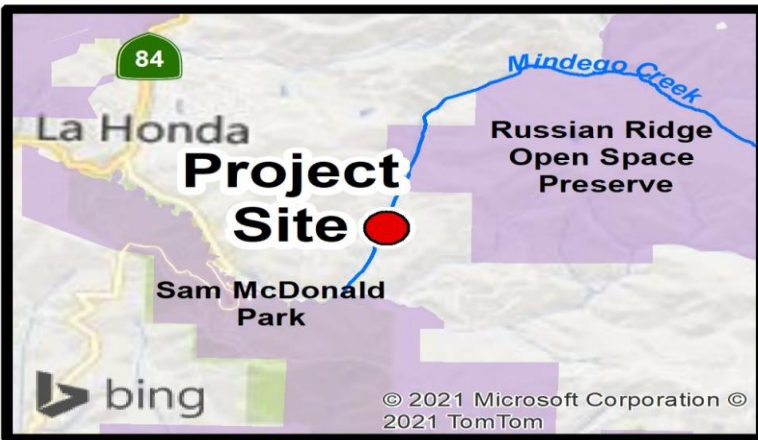 84
Mindego Creek
La Honda
Russian Ridge
Open Space
Preserve
Project
Site
Sam McDonald
Park
bing
© 2021 Microsoft Corporation ©
2021 TomTom